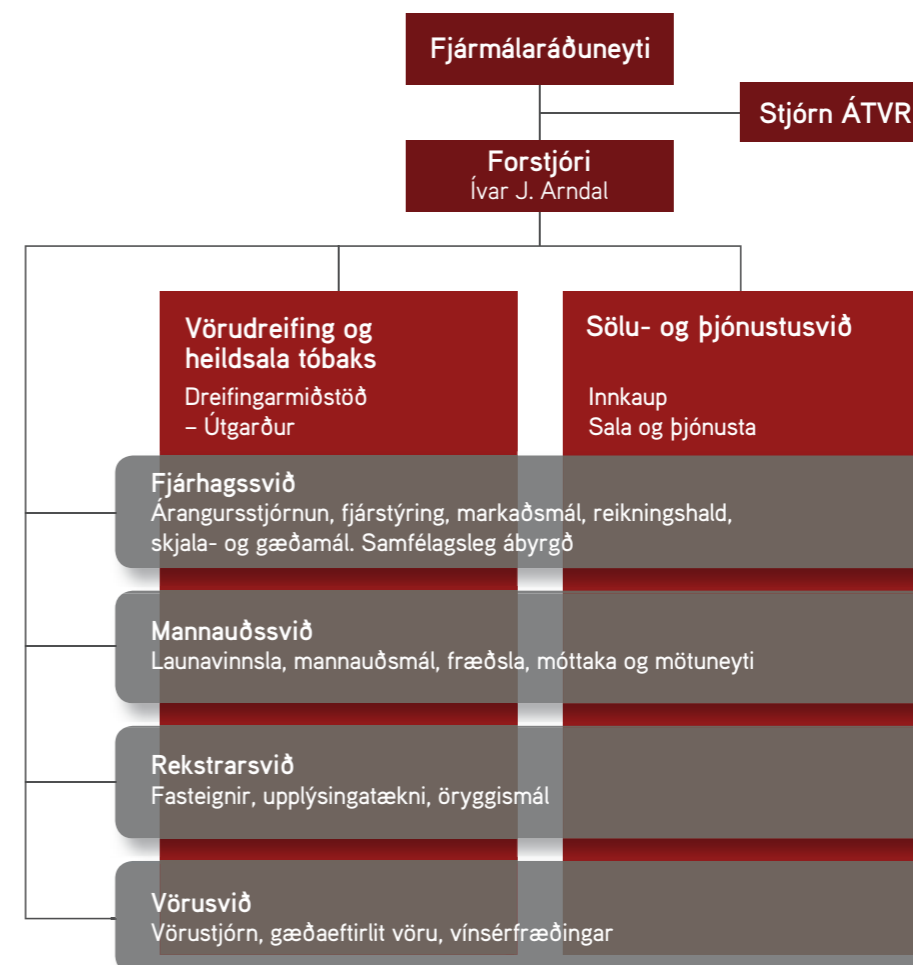 Fjármálaráðuneyti
Stjórn ÁTVR
Forstjóri
Ívar J. Arndal
Vörudreifing og
heildsala tóbaks
Dreifingarmiðstöð
– Útgarður
Sölu- og þjónustusvið
Innkaup
Sala og þjónusta
Fjárhagssvið
Árangursstjórnun, fjárstýring, markaðsmál, reikningshald,
skjala- og gæðamál. Samfélagsleg ábyrgð
Mannauðssvið
Launavinnsla, mannauðsmál, fræðsla, móttaka og mötuneyti
Rekstrarsvið
Fasteignir, upplýsingatækni, öryggismál
Vörusvið
Vörustjórn, gæðaeftirlit vöru, vínsérfræðingar